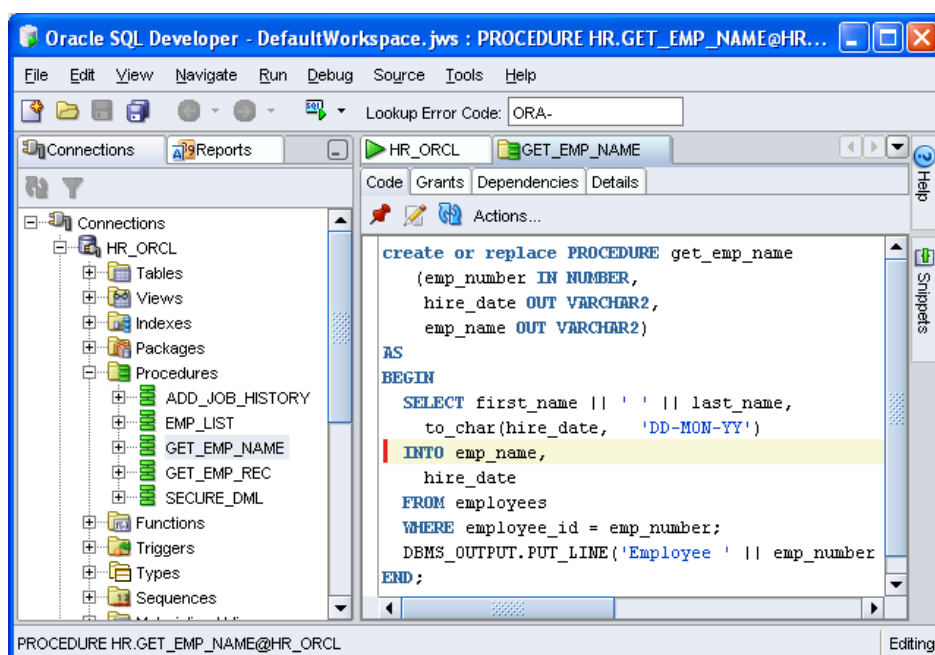 Oracle SQL Developer - DefaultWorkspace.jws : PROCEDURE HR.GET_EMP_NAME@HR...
File Edit View Navigate Run Debug Source Tools Help
Lookup Error Code: ORA-
Connections
Reports
Connections
HR_ORCL
Tables
Views
Indexes
Packages
Procedures
ADD_JOB_HISTORY
EMP_LIST
GET_EMP_NAME
GET_EMP_REC
SECURE_DML
Functions
Triggers
Types
Sequences
HR_ORCL
GET_EMP_NAME
Code Grants Dependencies Details
Actions...
create or replace PROCEDURE get_emp_name
(emp_number IN NUMBER,
hire_date OUT VARCHAR2,
emp_name OUT VARCHAR2)
AS
BEGIN
SELECT first_name || ' ' || last_name,
to_char(hire_date, 'DD-MON-YY')
INTO emp_name,
hire_date
FROM employees
WHERE employee_id = emp_number;
DBMS_OUTPUT.PUT_LINE('Employee ' || emp_number
END;
Help
Snippets
PROCEDURE HR.GET_EMP_NAME@HR_ORCL
Editing